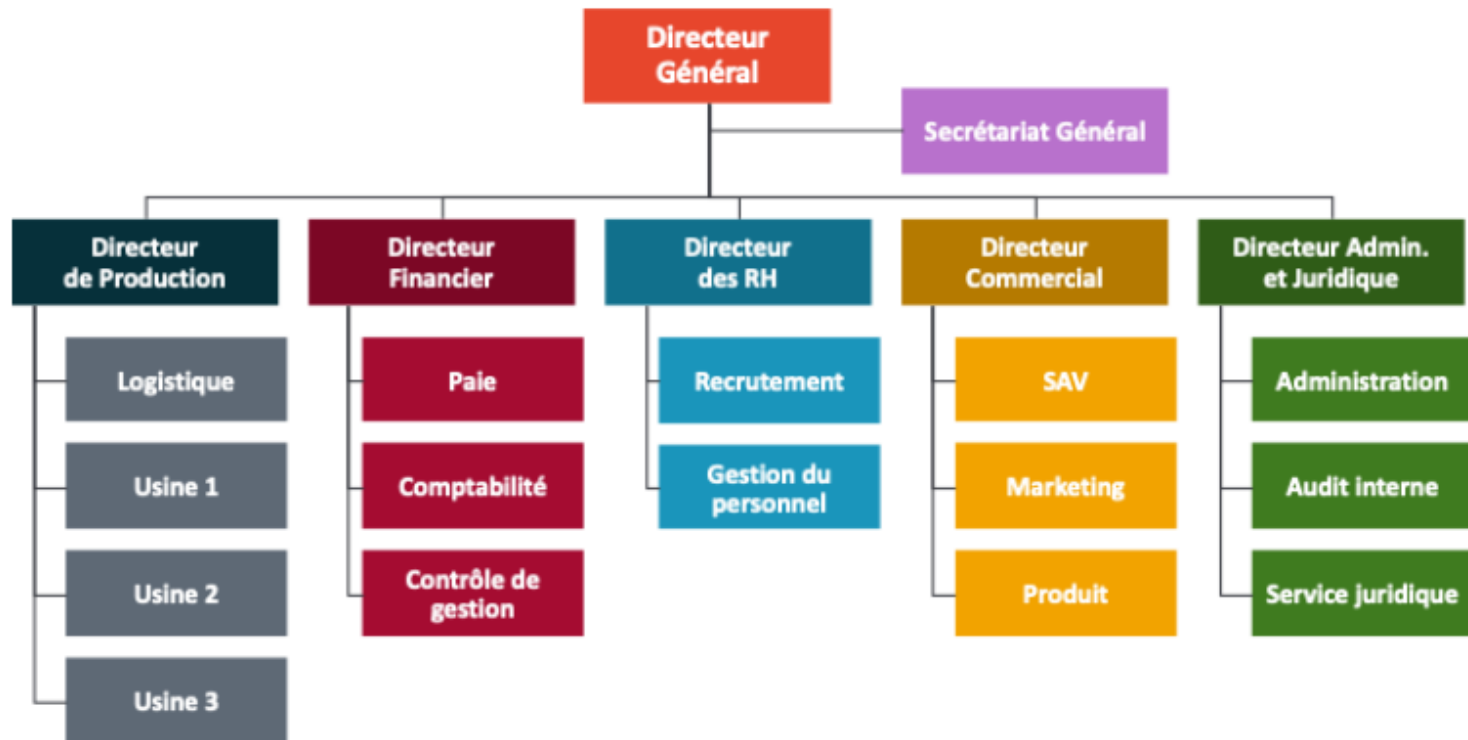 Directeur
Général
Secrétariat Général
Directeur
de Production
Directeur
Financier
Directeur
des RH
Directeur
Commercial
Directeur Admin.
et Juridique
Logistique
Paie
Recrutement
SAV
Administration
Usine 1
Comptabilité
Gestion du
personnel
Marketing
Audit interne
Usine 2
Contrôle de
gestion
Produit
Service juridique
Usine 3